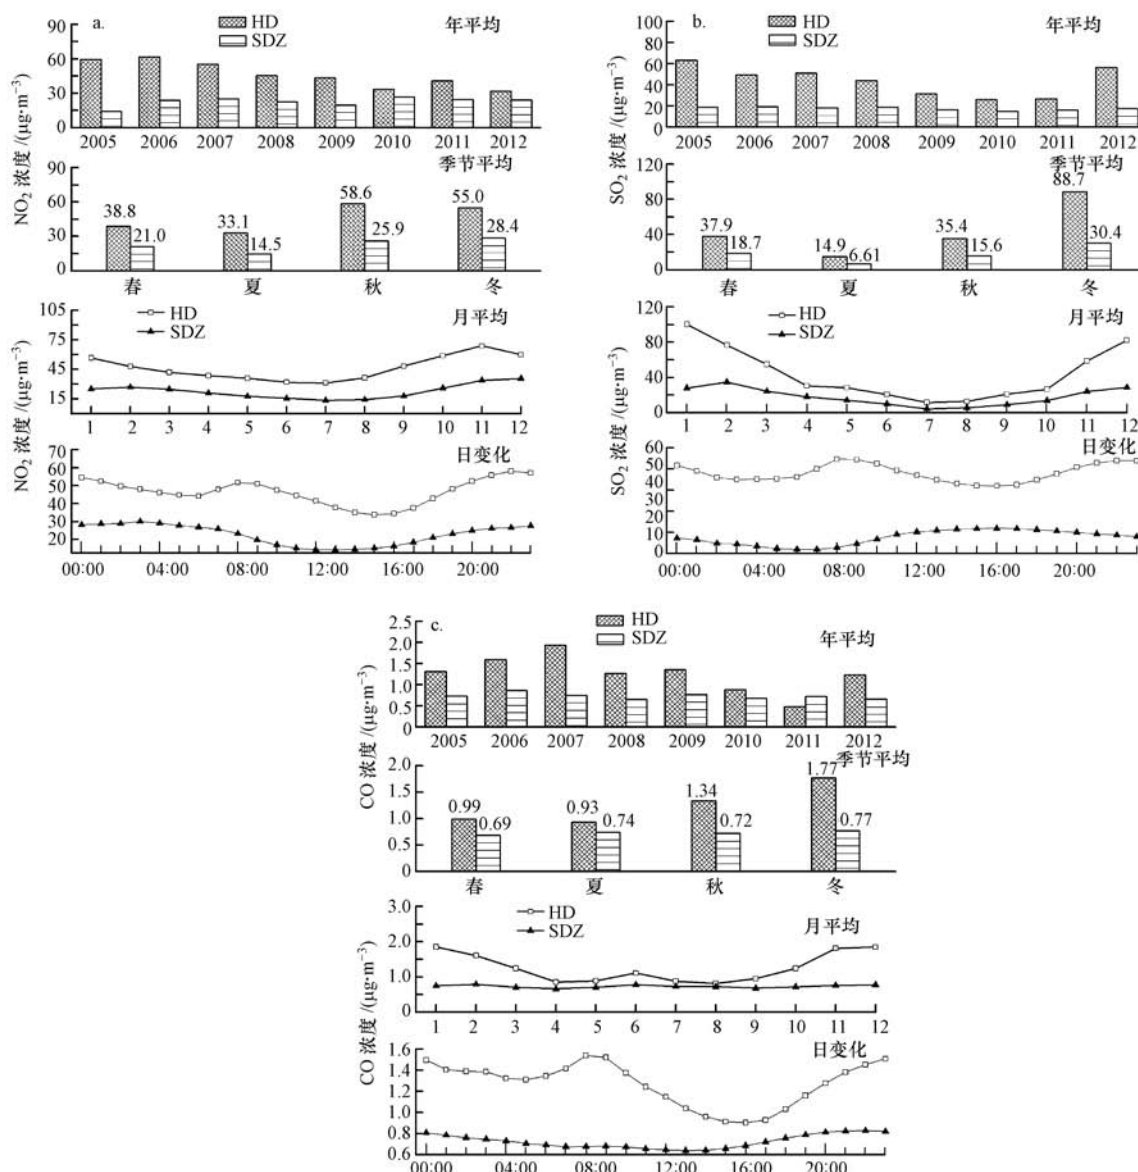 a.
HD
SDZ
年平均
NO₂ 浓度 /(μg·m⁻³)
90
60
30
0
2005 2006 2007 2008 2009 2010 2011 2012
季节平均
90
60
30
0
38.8 21.0 33.1 14.5 58.6 25.9 55.0 28.4
春 夏 秋 冬
HD
SDZ
月平均
NO₂ 浓度 /(μg·m⁻³)
105
75
45
15
1 2 3 4 5 6 7 8 9 10 11 12
日变化
70
60
50
40
30
20
00:00 04:00 08:00 12:00 16:00 20:00
b.
HD
SDZ
年平均
SO₂ 浓度 /(μg·m⁻³)
100
80
60
40
20
0
2005 2006 2007 2008 2009 2010 2011 2012
季节平均
120
80
40
0
37.9 18.7 14.9 6.61 35.4 15.6 88.7 30.4
春 夏 秋 冬
HD
SDZ
月平均
SO₂ 浓度 /(μg·m⁻³)
120
80
40
0
1 2 3 4 5 6 7 8 9 10 11 12
日变化
60
50
40
30
20
10
0
00:00 04:00 08:00 12:00 16:00 20:00
c.
HD
SDZ
年平均
CO 浓度 /(μg·m⁻³)
2.5
2.0
1.5
1.0
0.5
0
2005 2006 2007 2008 2009 2010 2011 2012
季节平均
2.0
1.5
1.0
0.5
0
0.99 0.69 0.93 0.74 1.34 0.72 1.77 0.77
春 夏 秋 冬
HD
SDZ
月平均
CO 浓度 /(μg·m⁻³)
3.0
2.0
1.0
0
1 2 3 4 5 6 7 8 9 10 11 12
日变化
1.6
1.4
1.2
1.0
0.8
0.6
00:00 04:00 08:00 12:00 16:00 20:00